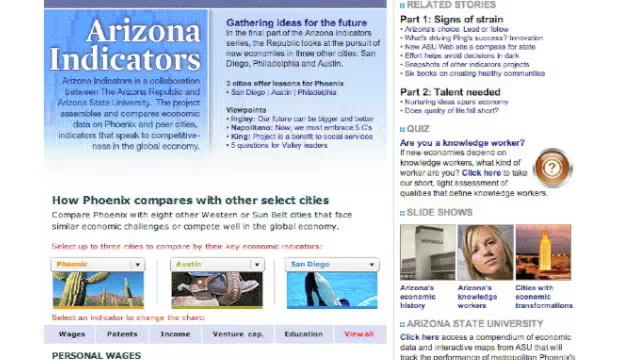 Arizona
Indicators
Arizona Indicators is a collaboration
between The Arizona Republic and
Arizona State University. The project
assembles and compares economic
data on Phoenix and peer cities,
indicators that speak to competitive-
ness in the global economy.
Gathering ideas for the future
In the final part of the Arizona Indicators
series, the Republic looks at the pursuit of
new economies in three other cities. San
Diego, Philadelphia and Austin.
3 cities offer lessons for Phoenix
• San Diego | Austin | Philadelphia
Viewpoints
• Ingley: Our future can be bigger and better
• Napolitano: Now, we must embrace 5 C's
• King: Project is a benefit to social services
• 5 questions for Valley leaders
How Phoenix compares with other select cities
Compare Phoenix with eight other Western or Sun Belt cities that face
similar economic challenges or compete well in the global economy.
Select up to three cities to compare by their key economic indicators:
Phoenix
Austin
San Diego
Select an indicator to change the chart:
Wages Patents Income Venture cap. Education View all
PERSONAL WAGES
RELATED STORIES
Part 1: Signs of strain
• Arizona's choice: Lead or follow
• What's driving Ping's success? Innovation
• New ASU Web site a compass for state
• Effort helps avoid decisions in dark
• Snapshots of other indicators projects
• Six books on creating healthy communities
Part 2: Talent needed
• Nurturing ideas spurs economy
• Does quality of life fall short?
QUIZ
Are you a knowledge worker?
If new economies depend on
knowledge workers, what kind of
worker are you? Click here to take
our short, light assessment of
qualities that define knowledge workers.
?
SLIDE SHOWS
Arizona's
economic
history
Arizona's
knowledge
workers
Cities with
economic
transformations
ARIZONA STATE UNIVERSITY
Click here access a compendium of economic
data and interactive maps from ASU that will
track the performance of metropolitan Phoenix's